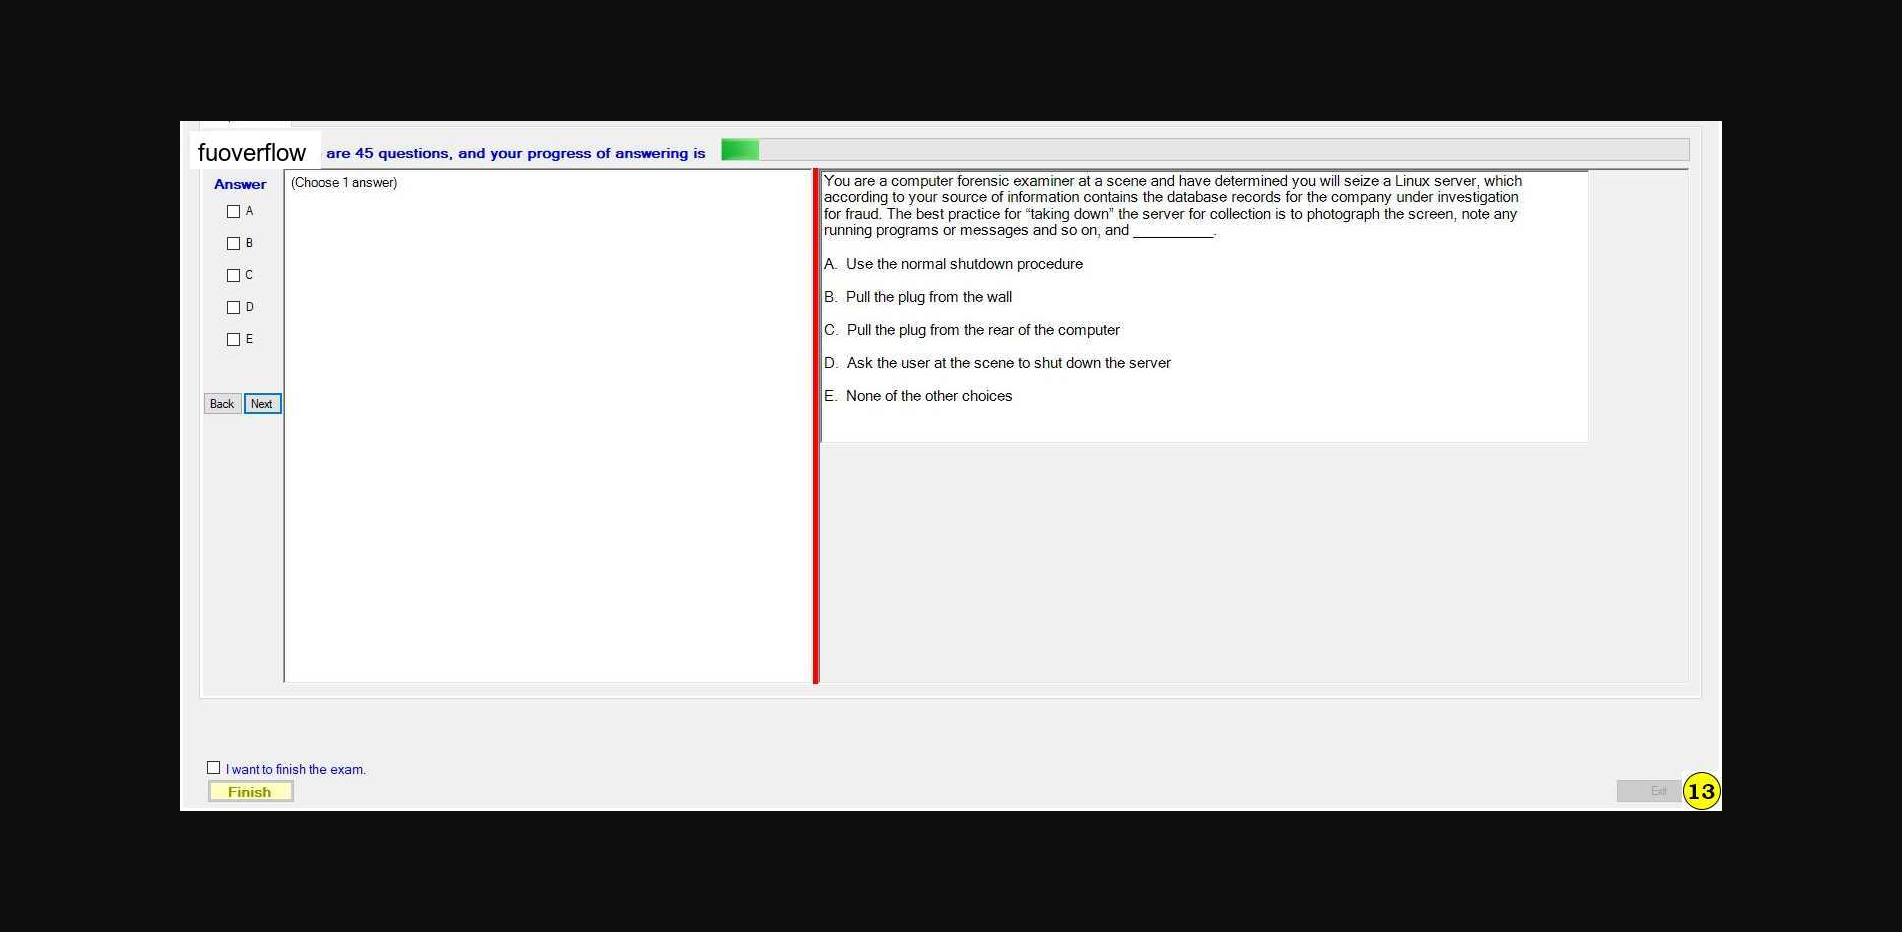 fuoverflow are 45 questions, and your progress of answering is
Answer
A
B
C
D
E
Back Next
(Choose 1 answer)
You are a computer forensic examiner at a scene and have determined you will seize a Linux server, which
according to your source of information contains the database records for the company under investigation
for fraud. The best practice for “taking down” the server for collection is to photograph the screen, note any
running programs or messages and so on, and __________.
A. Use the normal shutdown procedure
B. Pull the plug from the wall
C. Pull the plug from the rear of the computer
D. Ask the user at the scene to shut down the server
E. None of the other choices
I want to finish the exam.
Finish
Exit
13